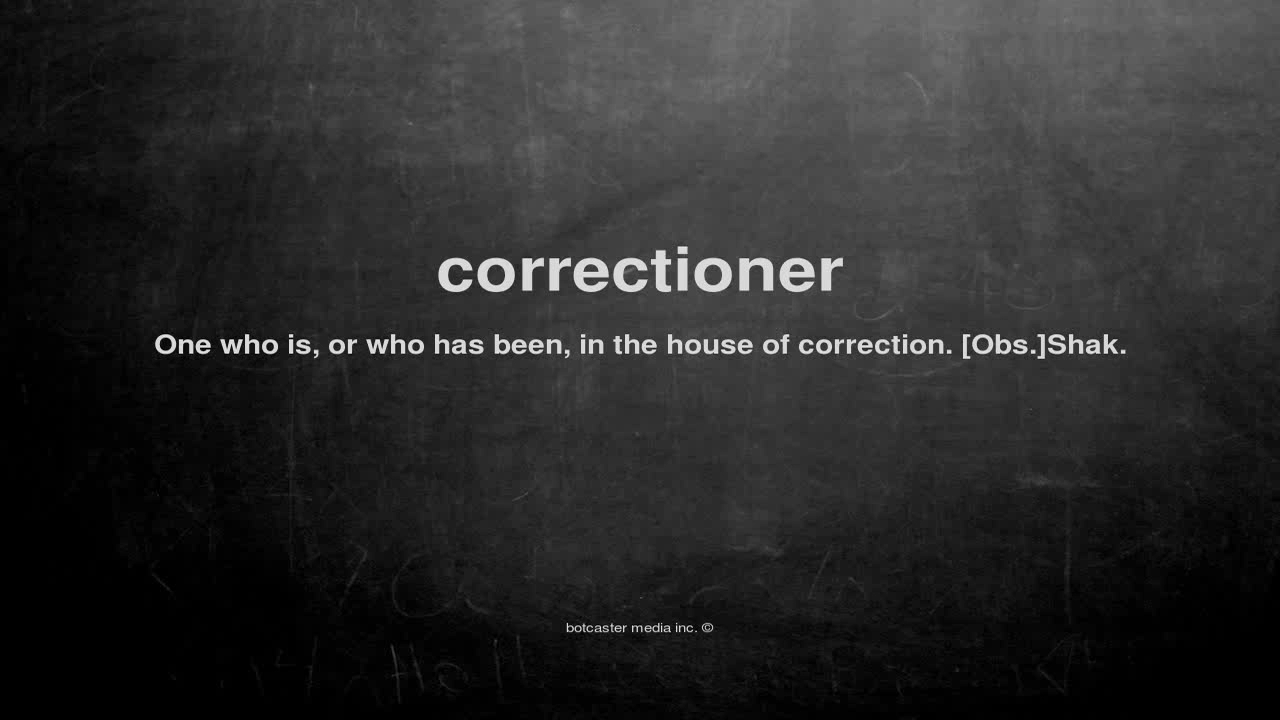 correctioner
One who is, or who has been, in the house of correction. [Obs.]Shak.
botcaster media inc. ©